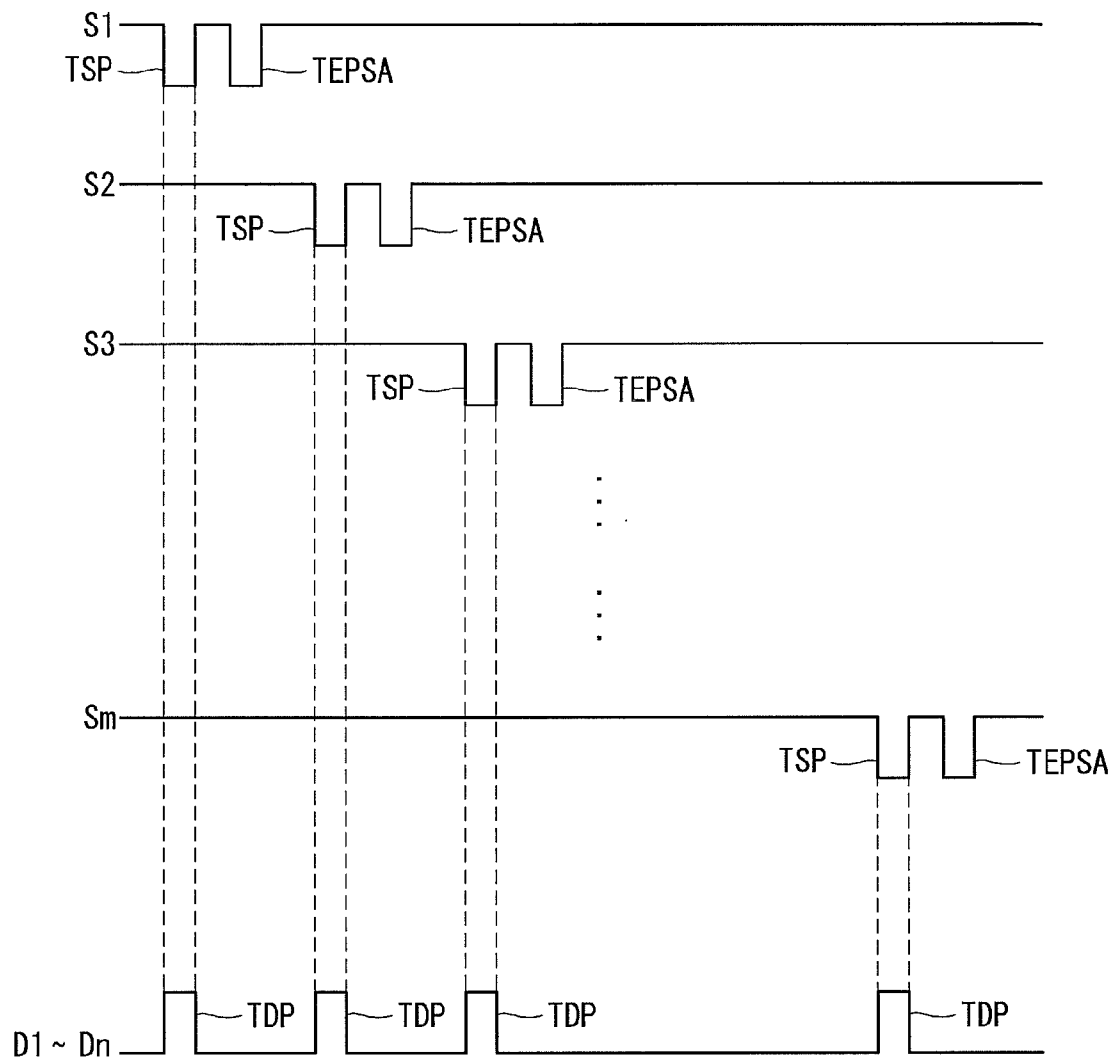 S1
TSP
TEPSA
S2
TSP
TEPSA
S3
TSP
TEPSA
Sm
TSP
TEPSA
TDP
TDP
TDP
TDP
D1 ~ Dn